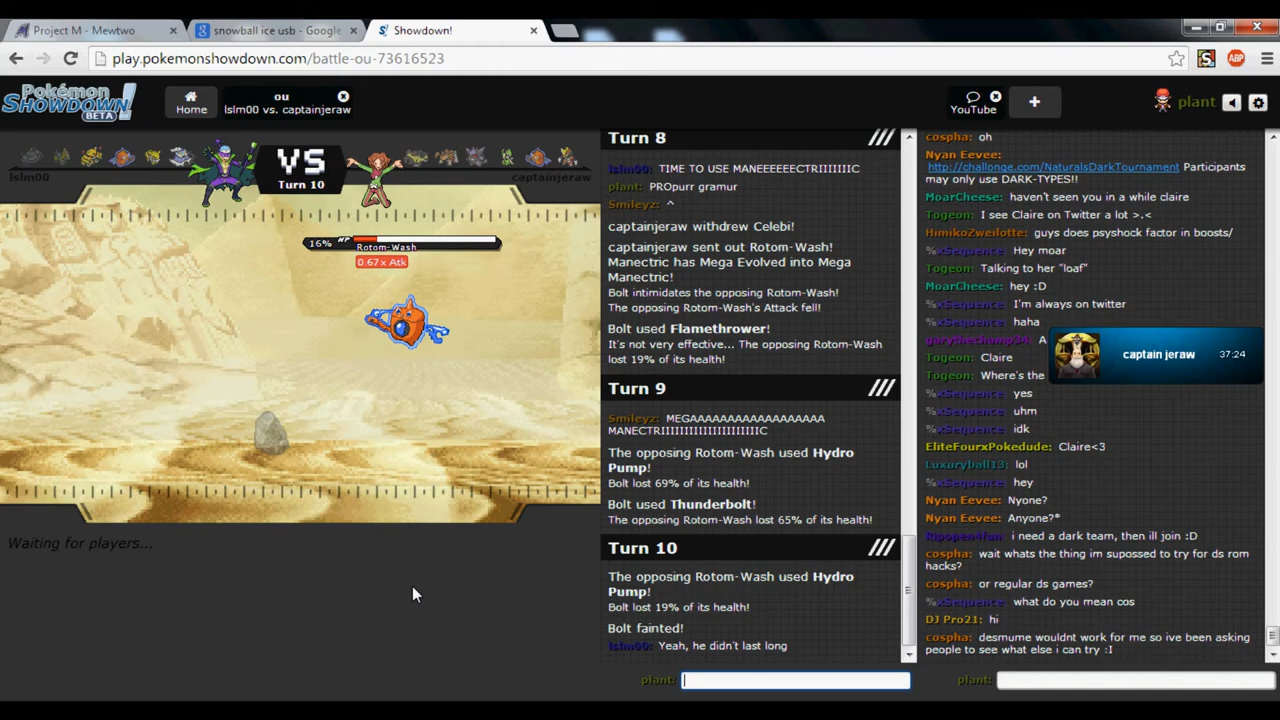 Project M - Mewtwo
snowball ice usb - Google
Showdown!
play.pokemonshowdown.com/battle-ou-73616523
ABP
Pokémon
SHOWDOWN!
BETA
Home
ou
lslm00 vs. captainjeraw
YouTube
plant
lslm00
VS
Turn 10
captainjeraw
16%
HP
Rotom-Wash
0.67x Atk
Waiting for players...
Turn 8
lslm00: TIME TO USE MANEEEEECTRIIIIIIIC
plant: PROpurr gramur
Smileyz: ^
captainjeraw withdrew Celebi!
captainjeraw sent out Rotom-Wash!
Manectric has Mega Evolved into Mega
Manectric!
Bolt intimidates the opposing Rotom-Wash!
The opposing Rotom-Wash's Attack fell!
Bolt used Flamethrower!
It's not very effective... The opposing Rotom-Wash
lost 19% of its health!
Turn 9
Smileyz: MEGAAAAAAAAAAAAAAAAAA
MANECTRIIIIIIIIIIIIIIIIIIIIIC
The opposing Rotom-Wash used Hydro
Pump!
Bolt lost 69% of its health!
Bolt used Thunderbolt!
The opposing Rotom-Wash lost 65% of its health!
Turn 10
The opposing Rotom-Wash used Hydro
Pump!
Bolt lost 19% of its health!
Bolt fainted!
lslm00: Yeah, he didn't last long
plant:
cospha: oh
Nyan Eevee:
http://challonge.com/NaturalsDarkTournament Participants
may only use DARK-TYPES!!
MoarCheese: haven't seen you in a while claire
Togeon: I see Claire on Twitter a lot >.<
HimikoZweilotte: guys does psyshock factor in boosts/
%xSequence: Hey moar
Togeon: Talking to her "loaf"
MoarCheese: hey :D
%xSequence: I'm always on twitter
%xSequence: haha
garythechamp34: A
Togeon: Claire
Togeon: Where's the
captain jeraw
37:24
%xSequence: yes
%xSequence: uhm
%xSequence: idk
EliteFourxPokedude: Claire<3
Luxuryball13: lol
%xSequence: hey
Nyan Eevee: Nyone?
Nyan Eevee: Anyone?*
Ripopen4fun: i need a dark team, then ill join :D
cospha: wait whats the thing im supossed to try for ds rom
hacks?
cospha: or regular ds games?
%xSequence: what do you mean cos
DJ Pro21: hi
cospha: desmume wouldnt work for me so ive been asking
people to see what else i can try :I
plant: